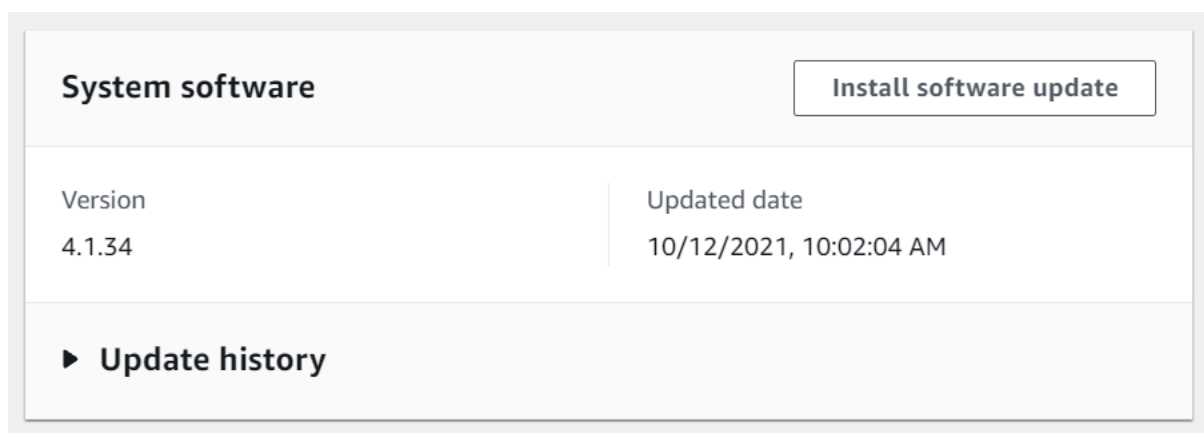 System software
Install software update
Version
Updated date
4.1.34
10/12/2021, 10:02:04 AM
Update history